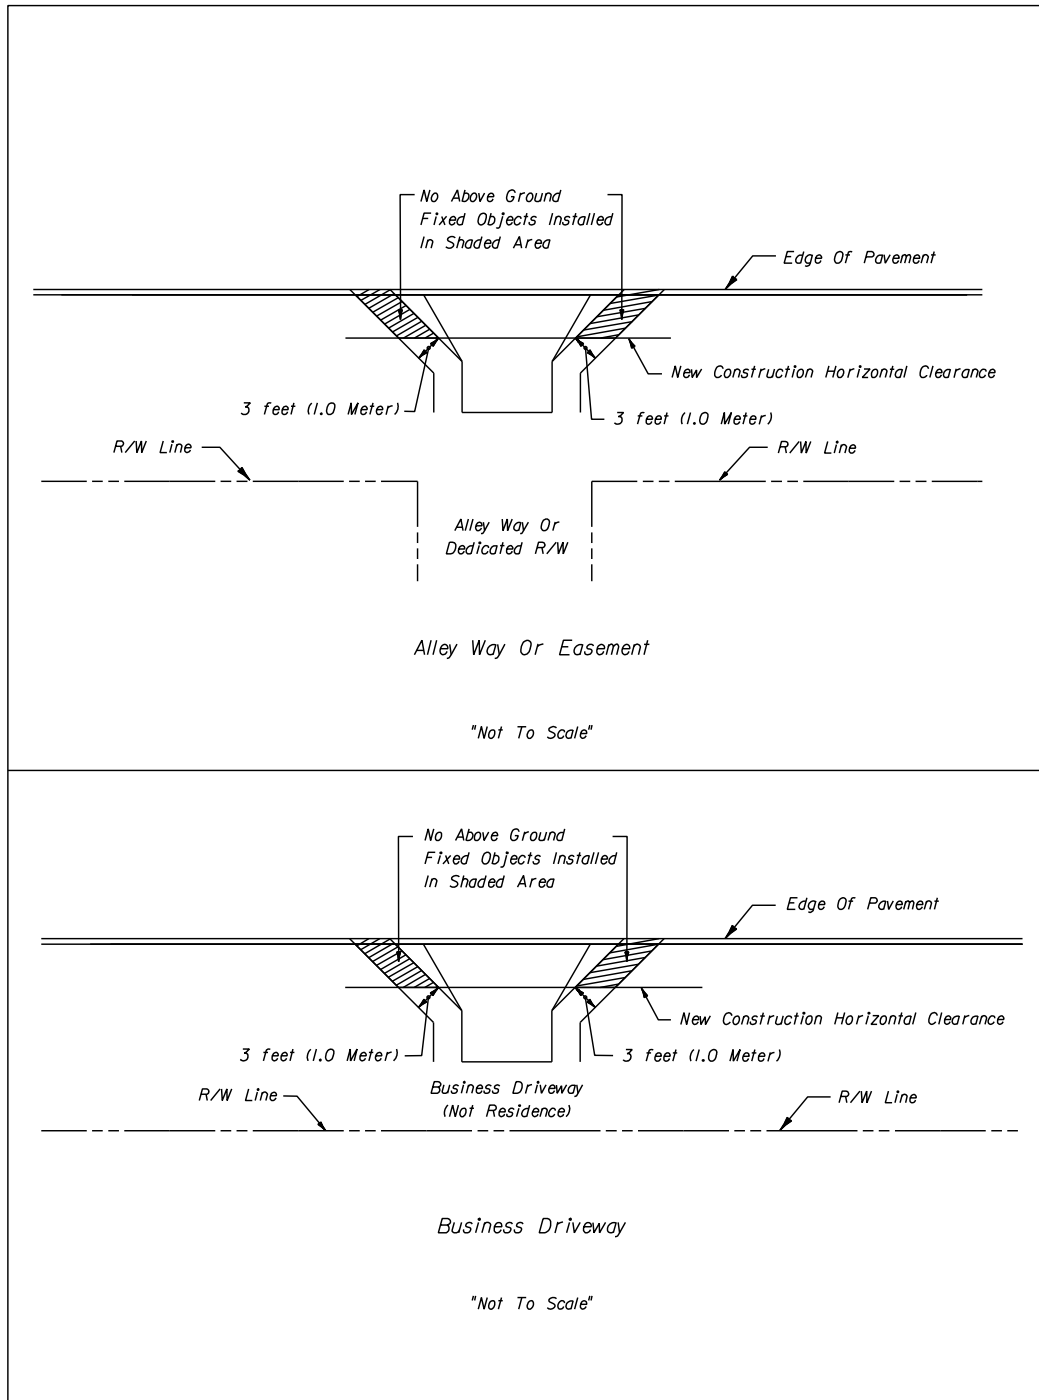 No Above Ground
Fixed Objects Installed
In Shaded Area
Edge Of Pavement
New Construction Horizontal Clearance
3 feet (1.0 Meter)
3 feet (1.0 Meter)
R/W Line
R/W Line
Alley Way Or
Dedicated R/W
Alley Way Or Easement
"Not To Scale"
No Above Ground
Fixed Objects Installed
In Shaded Area
Edge Of Pavement
New Construction Horizontal Clearance
3 feet (1.0 Meter)
3 feet (1.0 Meter)
Business Driveway
(Not Residence)
R/W Line
R/W Line
Business Driveway
"Not To Scale"